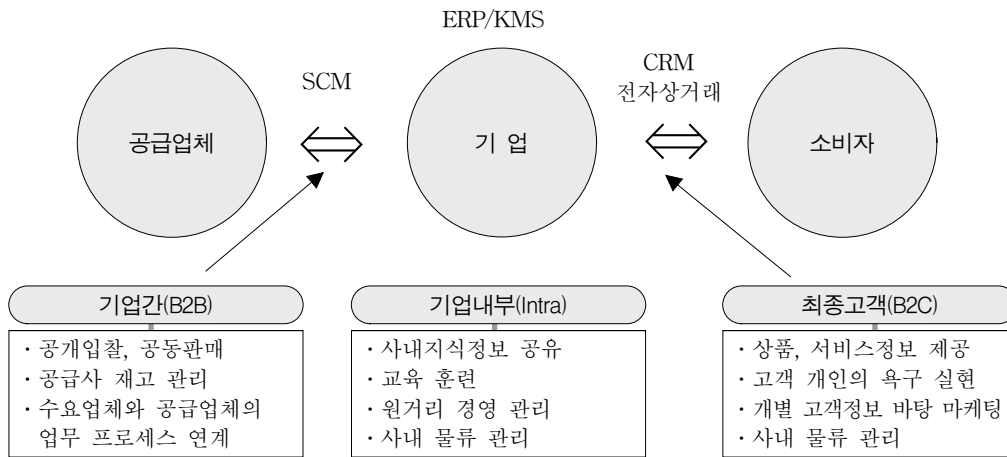 ERP/KMS
SCM
CRM
전자상거래
공급업체
기 업
소비자
기업간(B2B)
· 공개입찰, 공동판매
· 공급사 재고 관리
· 수요업체와 공급업체의
업무 프로세스 연계
기업내부(Intra)
· 사내지식정보 공유
· 교육 훈련
· 원거리 경영 관리
· 사내 물류 관리
최종고객(B2C)
· 상품, 서비스정보 제공
· 고객 개인의 욕구 실현
· 개별 고객정보 바탕 마케팅
· 사내 물류 관리